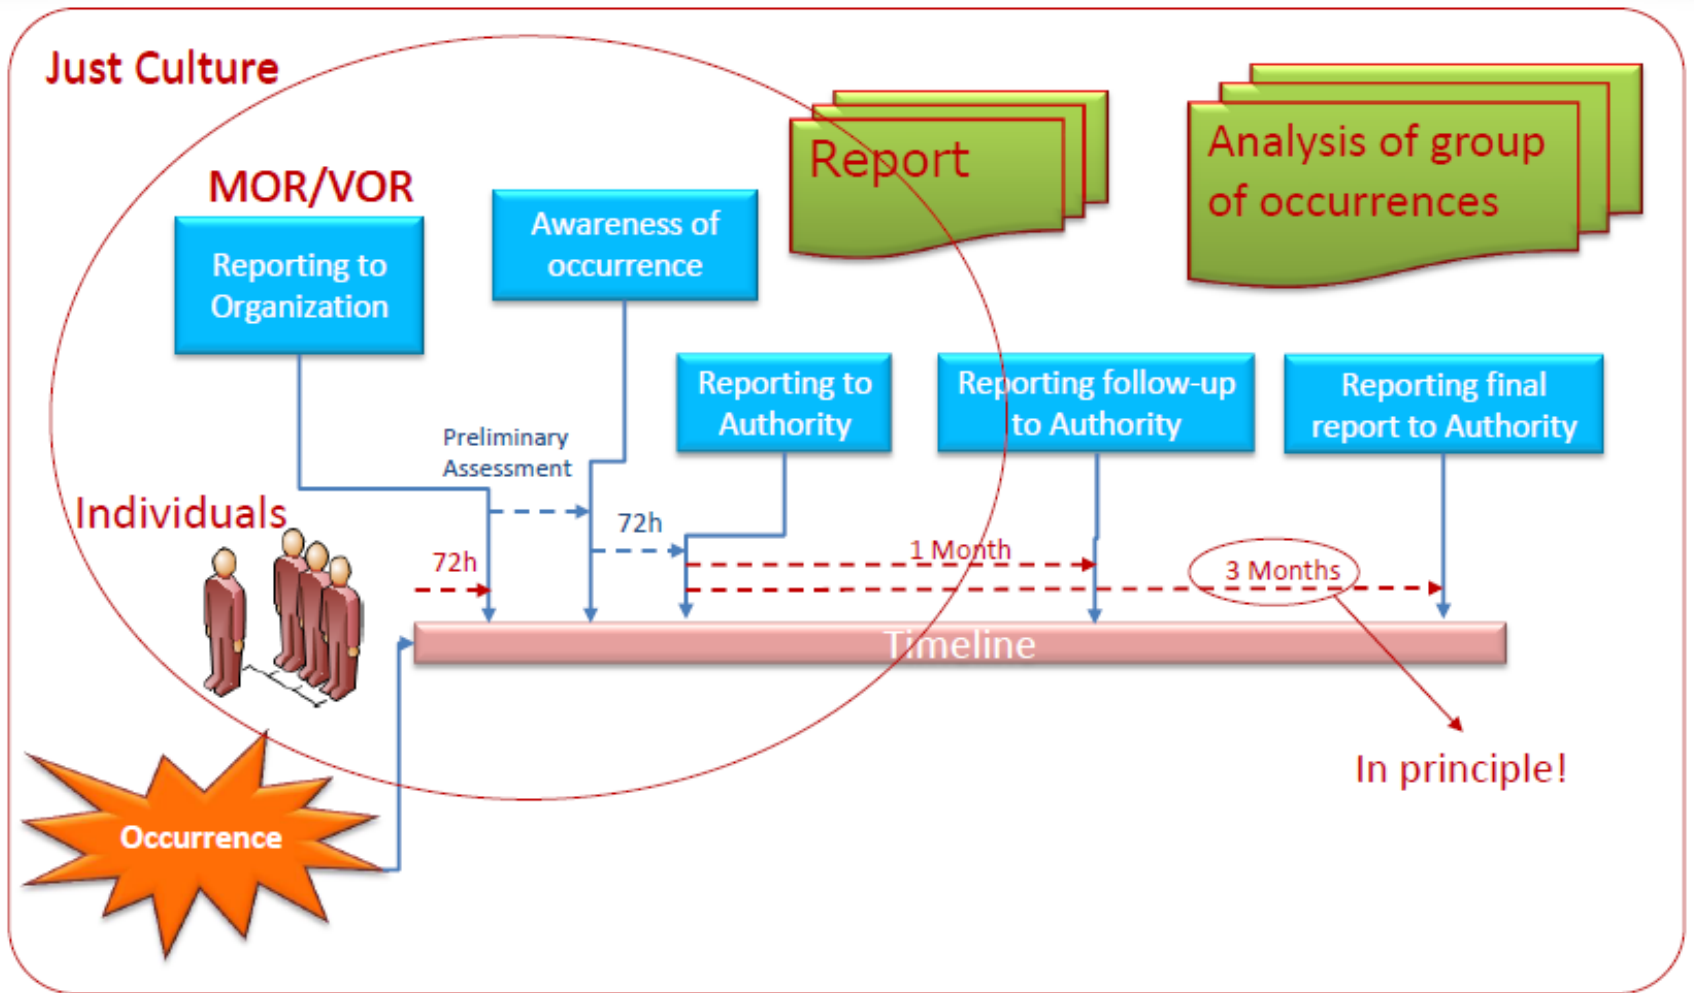 Just Culture
MOR/VOR
Reporting to
Organization
Awareness of
occurrence
Report
Analysis of group
of occurrences
Reporting to
Authority
Reporting follow-up
to Authority
Reporting final
report to Authority
Preliminary
Assessment
Individuals
72h
72h
1 Month
3 Months
Timeline
In principle!
Occurrence